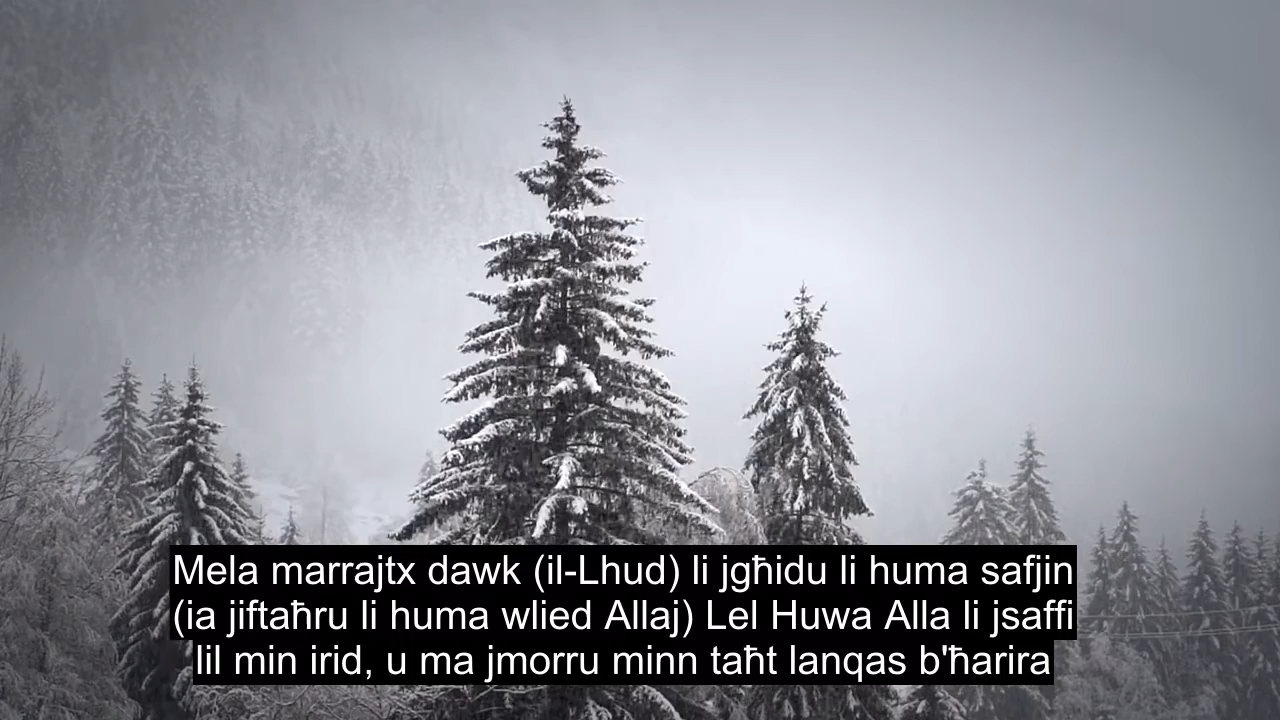 Mela marrajtx dawk (il-Lhud) li jgħidu li huma safjin
(ia jiftaħru li huma wlied Allaj) Lel Huwa Alla li jsaffi
lil min irid, u ma jmorru minn taħt lanqas b'ħarira